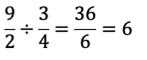 9/2 ÷ 3/4 = 36/6 = 6